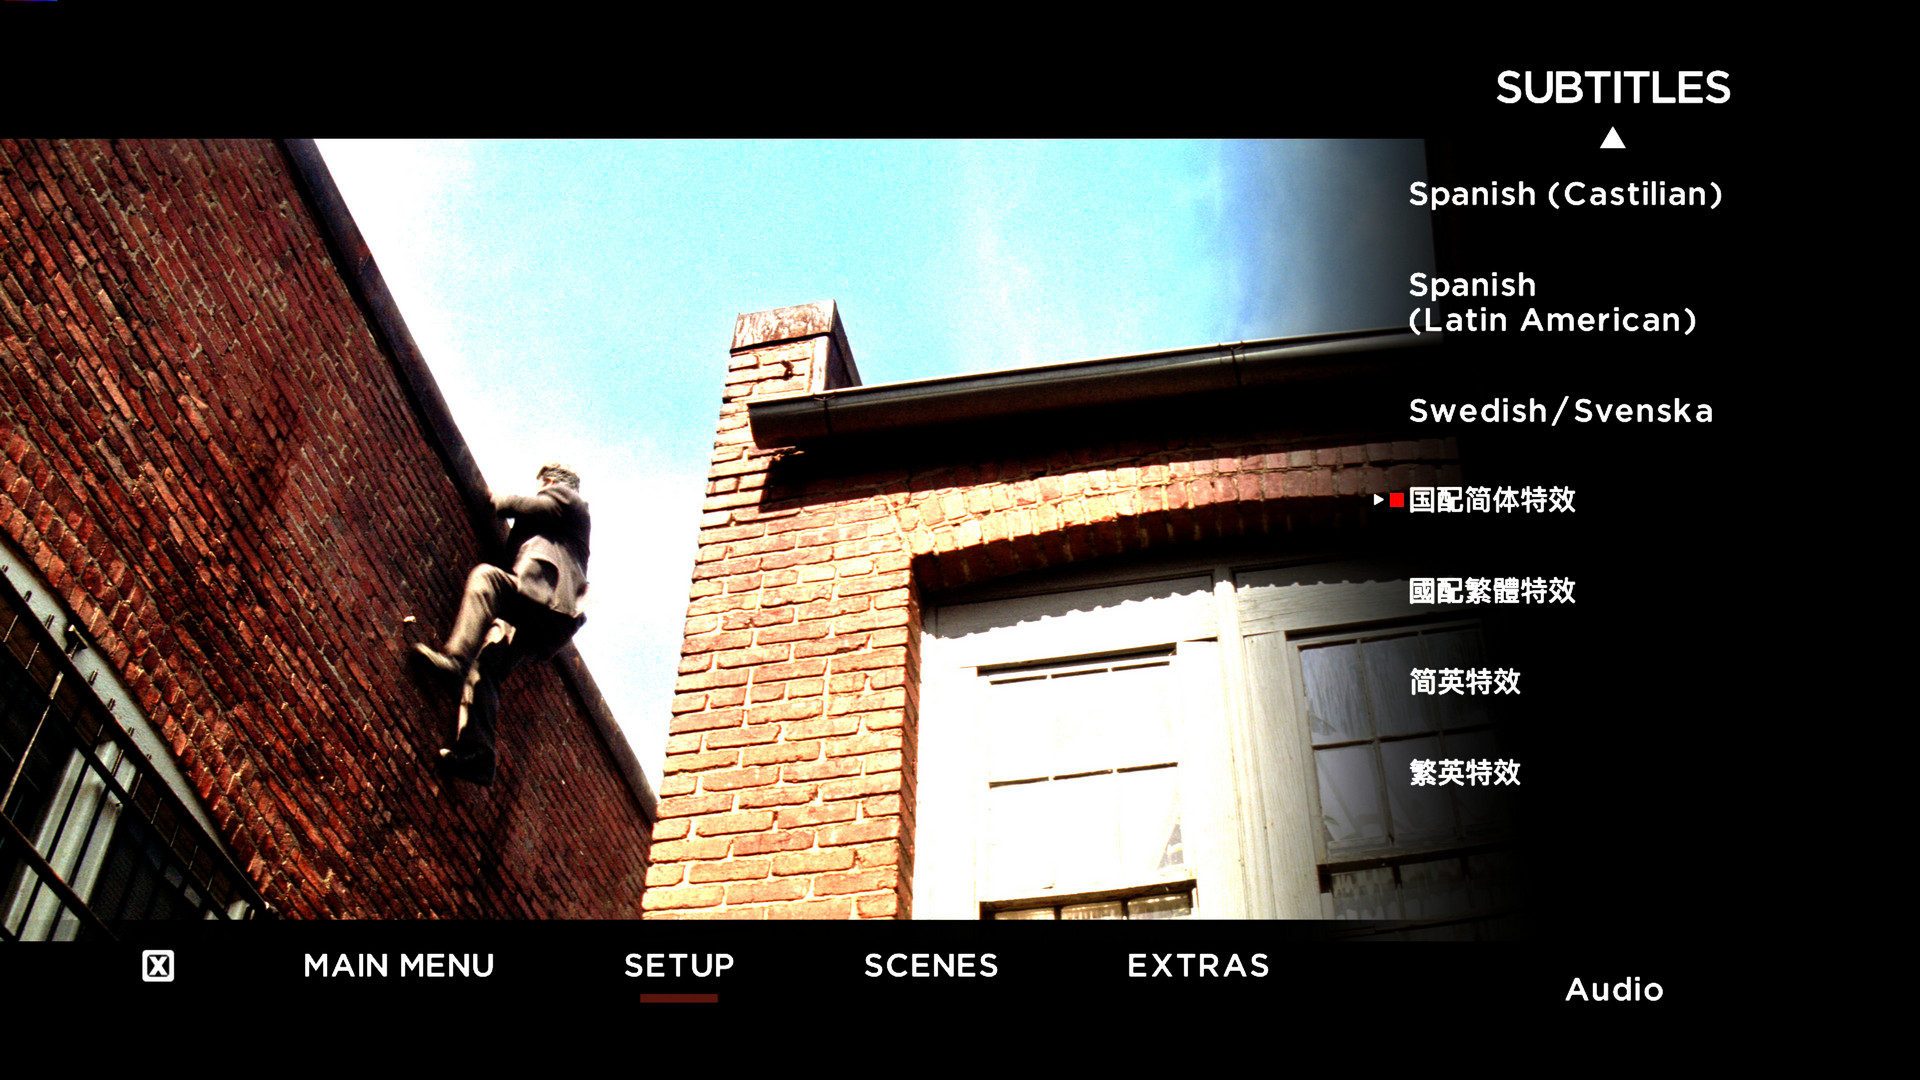 SUBTITLES
Spanish (Castilian)
Spanish
(Latin American)
Swedish/Svenska
国配简体特效
國配繁體特效
简英特效
繁英特效
X
MAIN MENU
SETUP
SCENES
EXTRAS
Audio